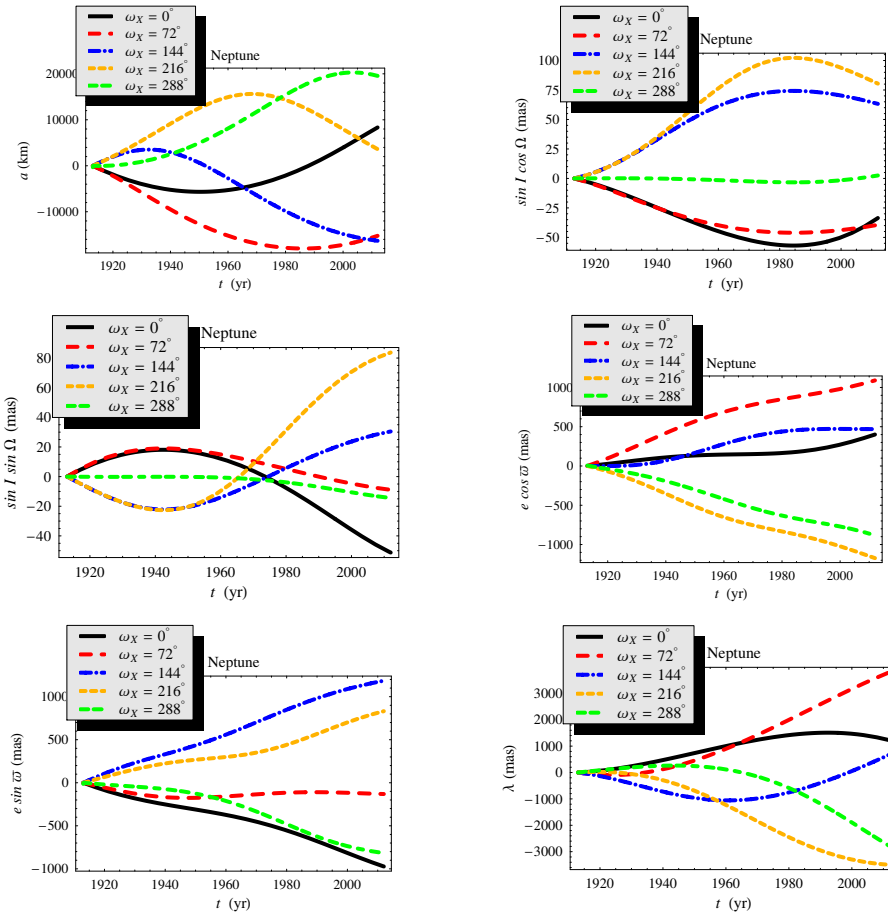 ωX = 0°
ωX = 72°
ωX = 144°
ωX = 216°
ωX = 288°
Neptune
20000
10000
0
−10000
a (km)
1920 1940 1960 1980 2000
t (yr)
ωX = 0°
ωX = 72°
ωX = 144°
ωX = 216°
ωX = 288°
Neptune
100
75
50
25
0
−25
−50
sin I cos Ω (mas)
1920 1940 1960 1980 2000
t (yr)
ωX = 0°
ωX = 72°
ωX = 144°
ωX = 216°
ωX = 288°
Neptune
80
60
40
20
0
−20
−40
sin I sin Ω (mas)
1920 1940 1960 1980 2000
t (yr)
ωX = 0°
ωX = 72°
ωX = 144°
ωX = 216°
ωX = 288°
Neptune
1000
500
0
−500
−1000
e cos ϖ (mas)
1920 1940 1960 1980 2000
t (yr)
ωX = 0°
ωX = 72°
ωX = 144°
ωX = 216°
ωX = 288°
Neptune
1000
500
0
−500
−1000
e sin ϖ (mas)
1920 1940 1960 1980 2000
t (yr)
ωX = 0°
ωX = 72°
ωX = 144°
ωX = 216°
ωX = 288°
Neptune
3000
2000
1000
0
−1000
−2000
−3000
λ (mas)
1920 1940 1960 1980 2000
t (yr)